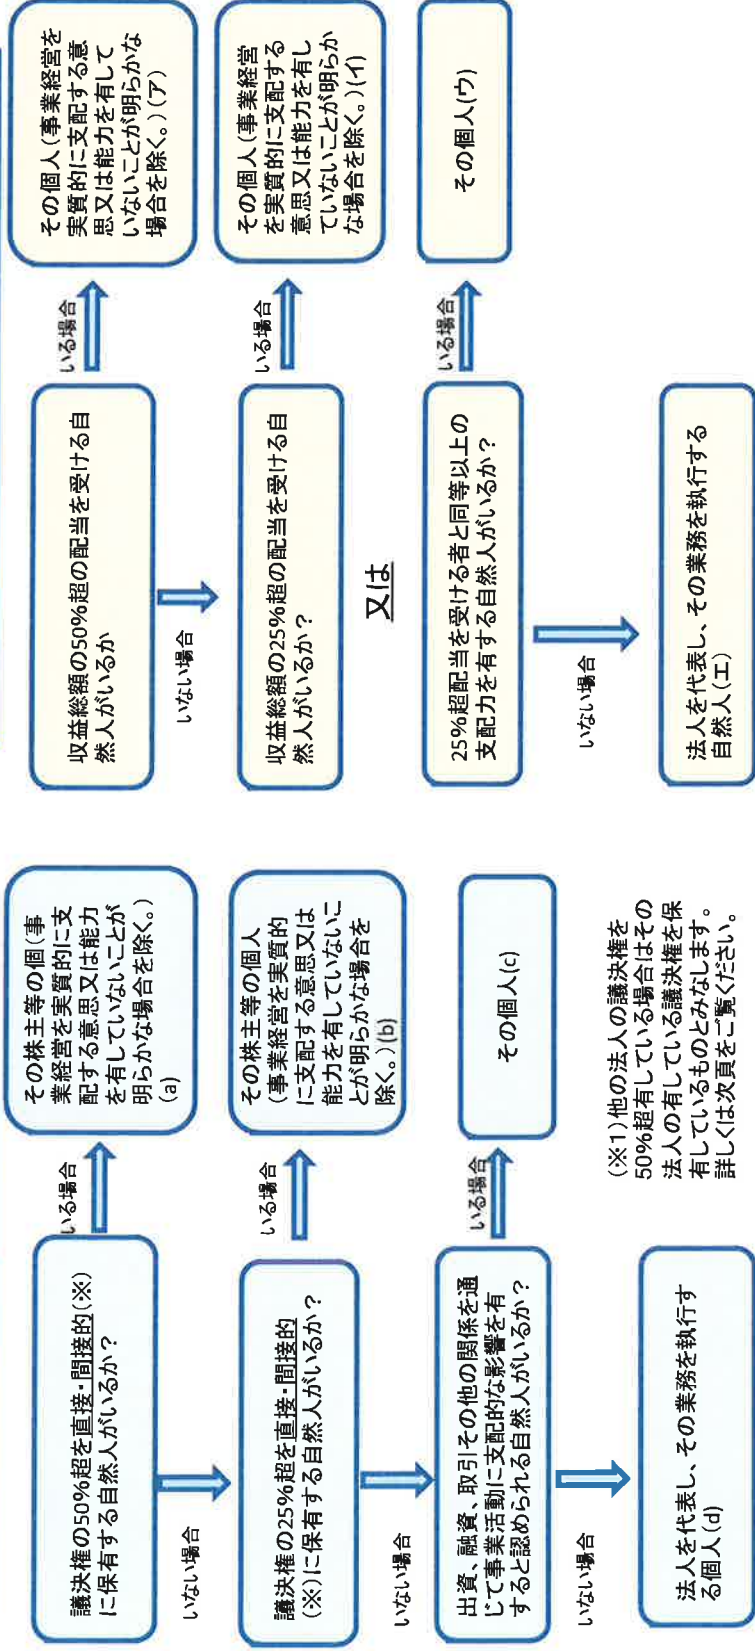 議決権の50%超を直接・間接的(※)
に保有する自然人がいるか？
いる場合
その株主等の個(事
業経営を実質的に支
配する意思又は能力
を有していないことが
明らかな場合を除く。)
(a)
いない場合
議決権の25%超を直接・間接的
(※)に保有する自然人がいるか？
いる場合
その株主等の個人
(事業経営を実質的
に支配する意思又は
能力を有していないこ
とが明らかな場合を
除く。)(b)
いない場合
出資、融資、取引その他の関係を通
じて事業活動に支配的な影響を有
すると認められる自然人がいるか？
いる場合
その個人(c)
いない場合
法人を代表し、その業務を執行す
る個人(d)
(※1)他の法人の議決権を
50%超有している場合はその
法人の有している議決権を保
有しているものとみなします。
詳しくは次頁をご覧ください。
収益総額の50%超の配当を受ける自
然人がいるか
いる場合
その個人(事業経営を
実質的に支配する意
思又は能力を有して
いないことが明らかな
場合を除く。)(ア)
いない場合
収益総額の25%超の配当を受ける自
然人がいるか？
いる場合
その個人(事業経営
を実質的に支配する
意思又は能力を有し
ていないことが明らか
な場合を除く。)(イ)
又は
25%超配当を受ける者と同等以上の
支配力を有する自然人がいるか？
いる場合
その個人(ウ)
いない場合
法人を代表し、その業務を執行する
自然人(エ)